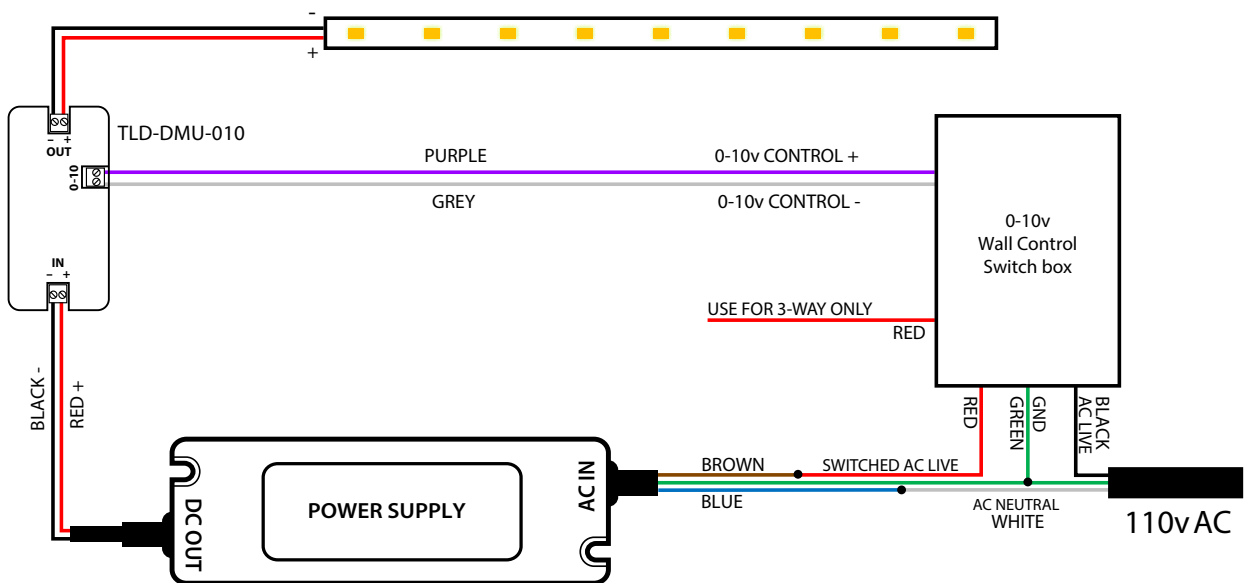 -
+
TLD-DMU-010
- +
OUT
0-10
PURPLE
0-10v CONTROL +
GREY
0-10v CONTROL -
0-10v
Wall Control
Switch box
IN
- +
USE FOR 3-WAY ONLY
RED
BLACK -
RED +
RED
GREEN
GND
AC LIVE
BLACK
DC OUT
POWER SUPPLY
AC IN
BROWN
SWITCHED AC LIVE
BLUE
AC NEUTRAL
WHITE
110v AC